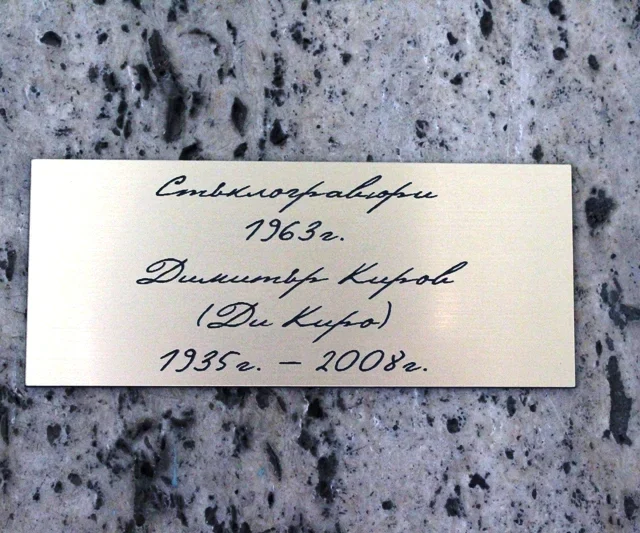 Стъклогравюри
1963г.
Димитър Киров
(Ди Киро)
1935г. – 2008г.